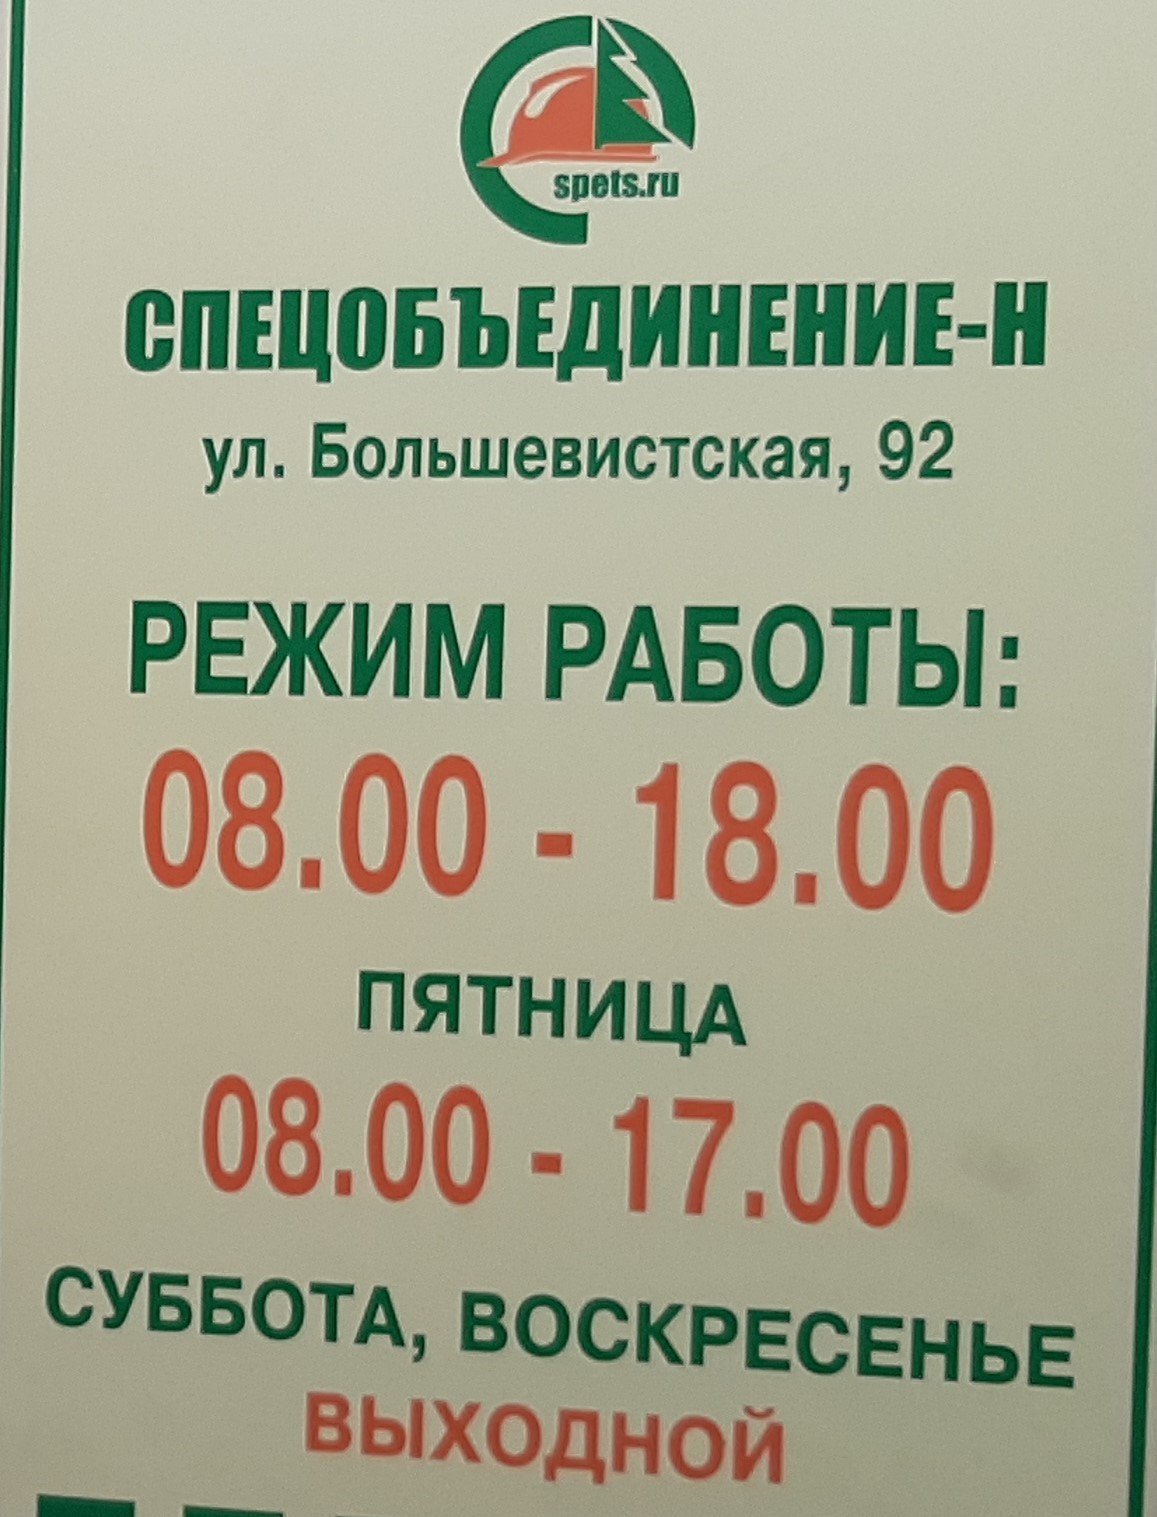 spets.ru
СПЕЦОБЪЕДИНЕНИЕ-Н
ул. Большевистская, 92
РЕЖИМ РАБОТЫ:
08.00 - 18.00
ПЯТНИЦА
08.00 - 17.00
СУББОТА, ВОСКРЕСЕНЬЕ
ВЫХОДНОЙ